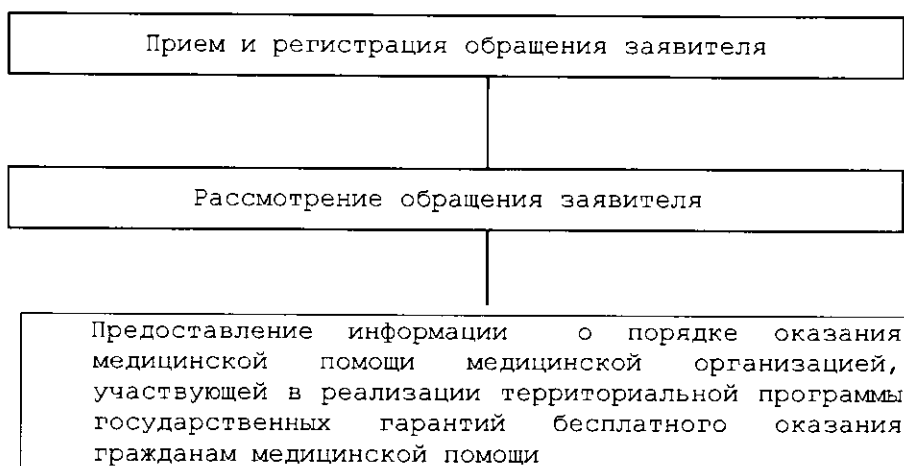 Прием и регистрация обращения заявителя
Рассмотрение обращения заявителя
Предоставление информации о порядке оказания
медицинской помощи медицинской организацией,
участвующей в реализации территориальной программы
государственных гарантий бесплатного оказания
гражданам медицинской помощи